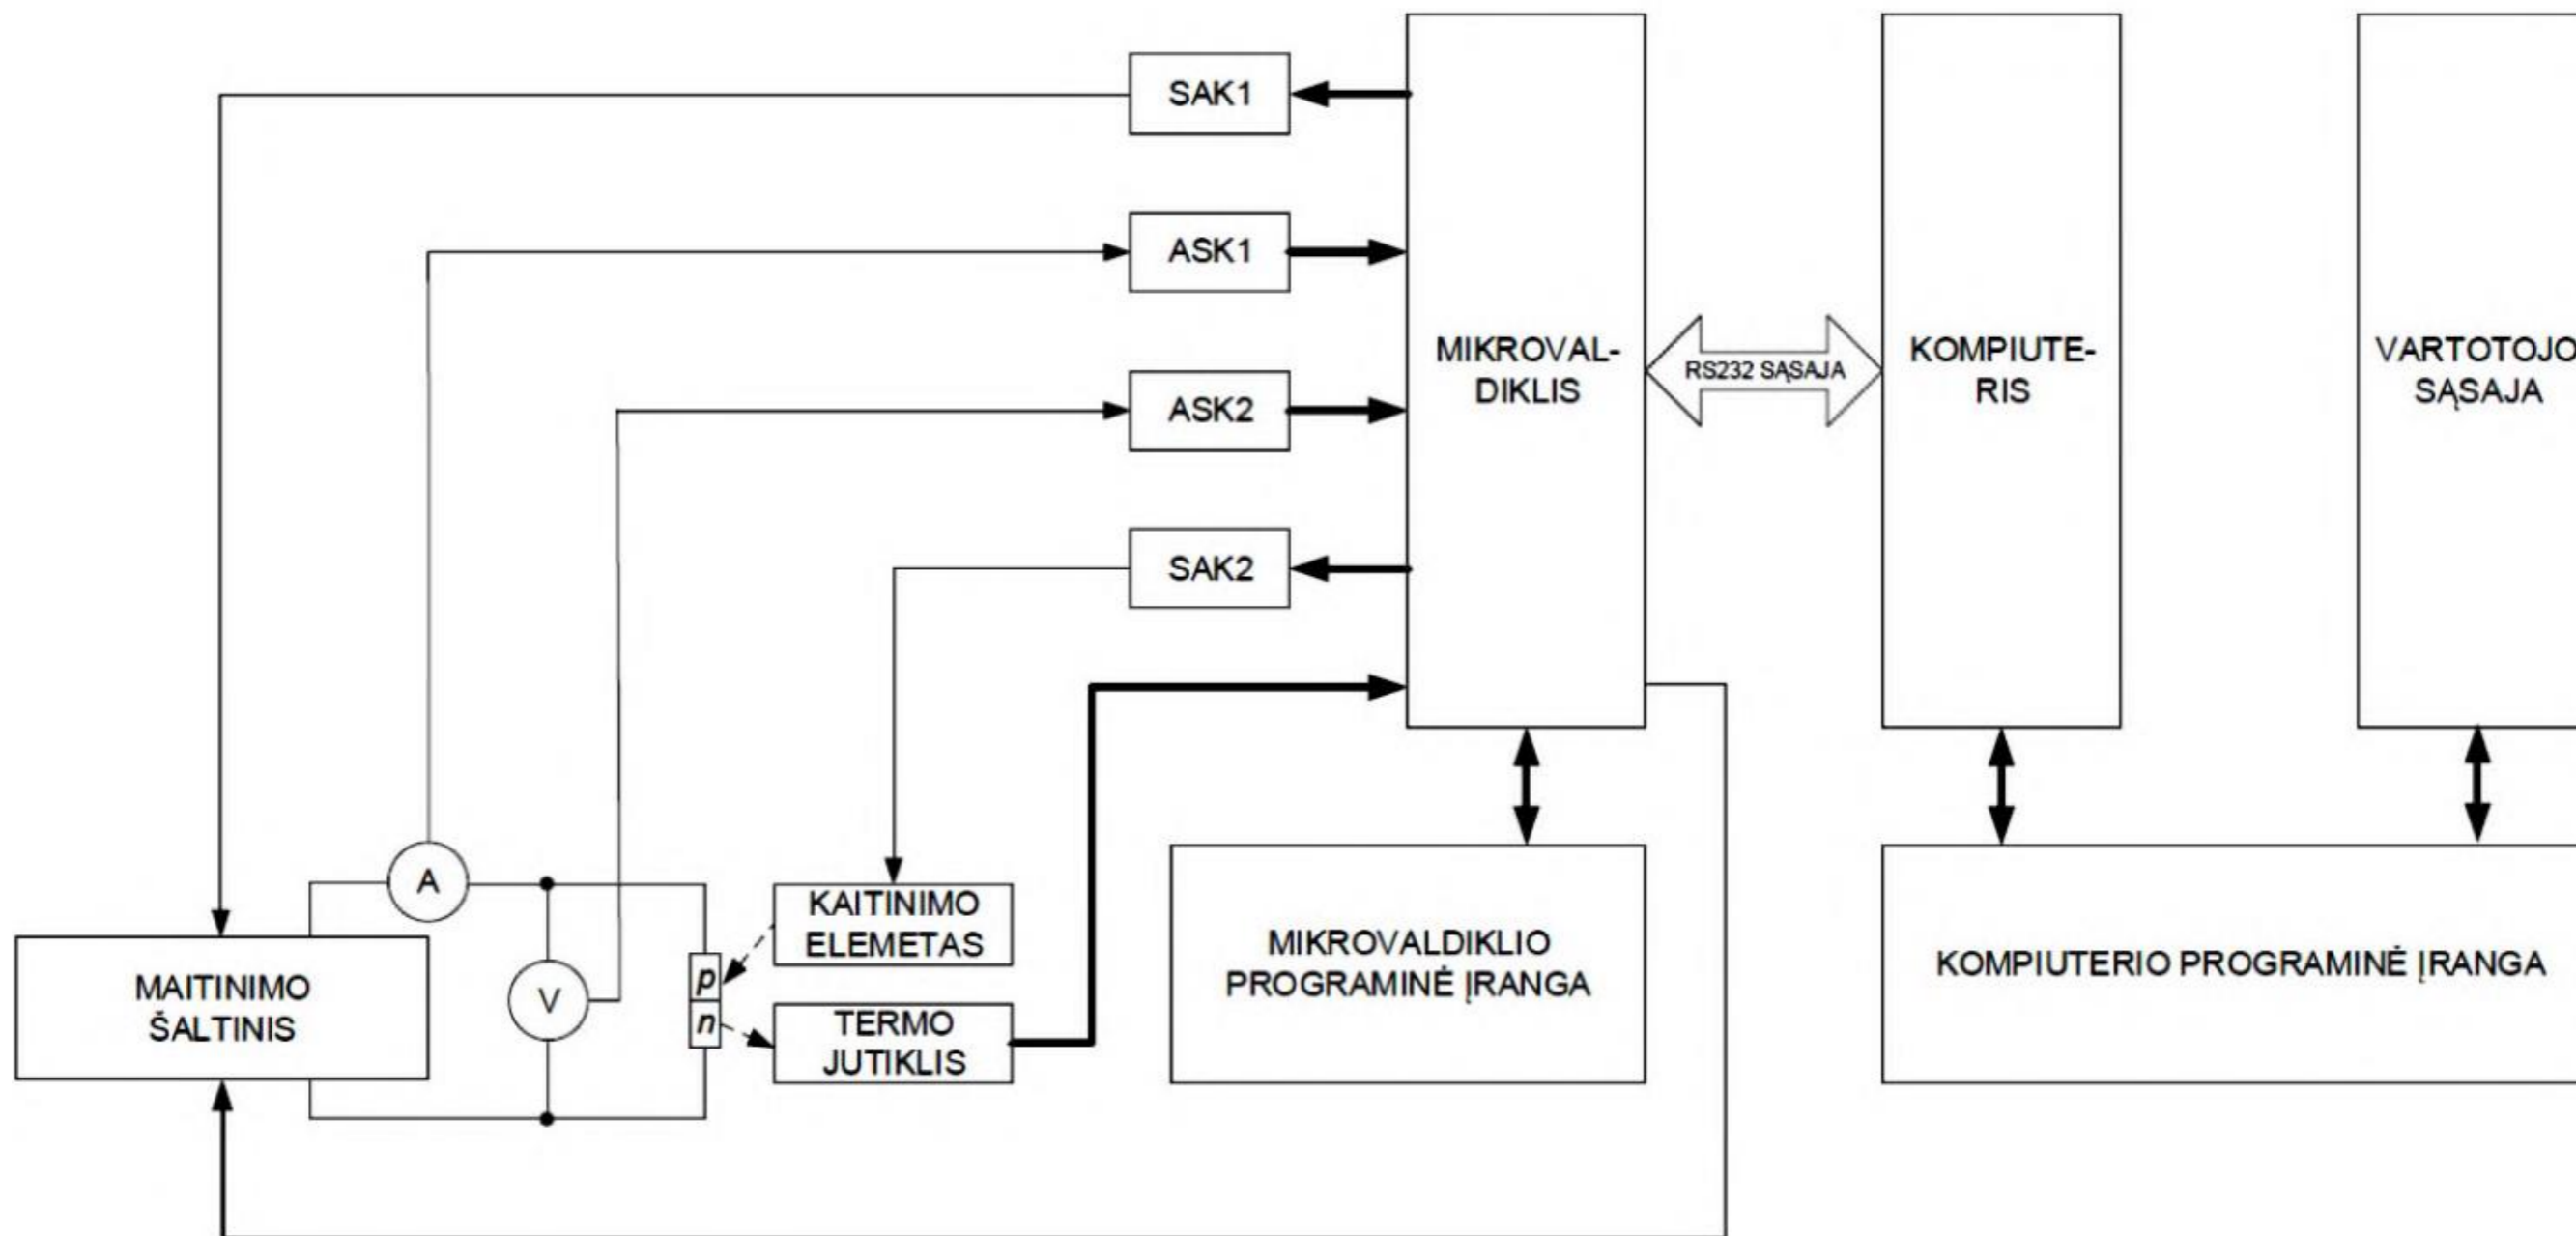 SAK1
ASK1
ASK2
SAK2
MIKROVAL-
DIKLIS
RS232 SĄSAJA
KOMPIUTE-
RIS
VARTOTOJO
SĄSAJA
A
V
p
n
KAITINIMO
ELEMETAS
TERMO
JUTIKLIS
MAITINIMO
ŠALTINIS
MIKROVALDIKLIO
PROGRAMINĖ ĮRANGA
KOMPIUTERIO PROGRAMINĖ ĮRANGA